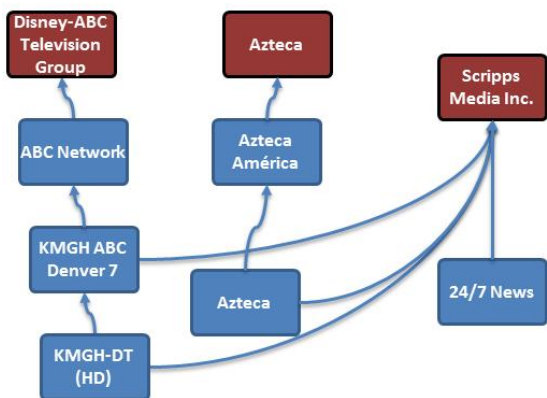 Disney-ABC
Television
Group
Azteca
Scripps
Media Inc.
ABC Network
Azteca
América
KMGH ABC
Denver 7
Azteca
24/7 News
KMGH-DT
(HD)